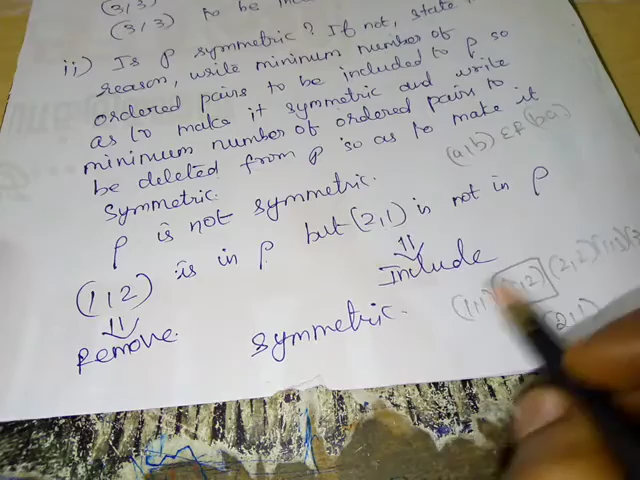 (3,3)
(3,3) to be
ii) Is ρ symmetric? If not, state
reason, write minimum number of
ordered pairs to be included to ρ so
as to make it symmetric and write
minimum number of ordered pairs to
be deleted from ρ so as to make it
Symmetric.
(a,b) ∈ρ (b,a)
ρ is not symmetric.
(1,2) is in ρ but (2,1) is not in ρ
Remove
Include
Symmetric.
(1,1) (1,2) (2,2)
(2,1)